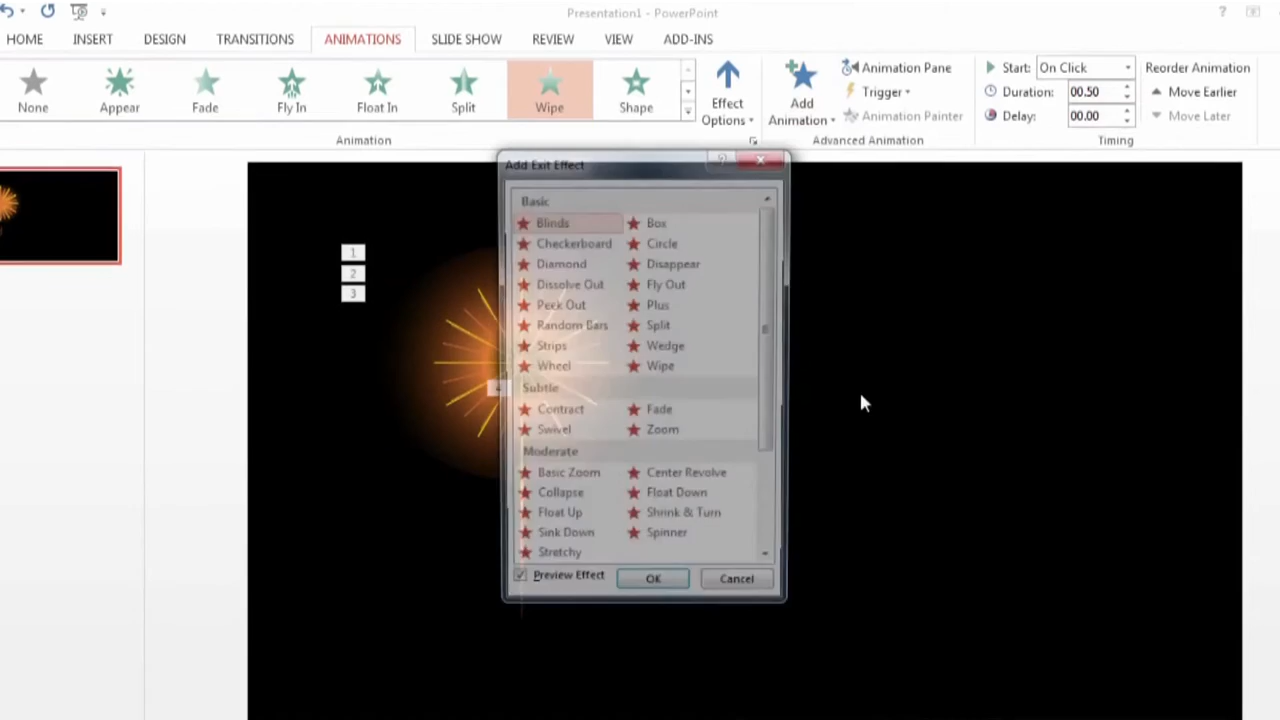 Presentation1 - PowerPoint ?
HOME INSERT DESIGN TRANSITIONS ANIMATIONS SLIDE SHOW REVIEW VIEW ADD-INS
None Appear Fade Fly In Float In Split Wipe Shape
Effect Options
Add Animation
Animation Pane
Trigger
Animation Painter
Start: On Click
Duration: 00.50
Delay: 00.00
Reorder Animation
Move Earlier
Move Later
Animation Advanced Animation Timing
Add Exit Effect ?
Basic
Blinds Box
Checkerboard Circle
Diamond Disappear
Dissolve Out Fly Out
Peek Out Plus
Random Bars Split
Strips Wedge
Wheel Wipe
Subtle
Contract Fade
Swivel Zoom
Moderate
Basic Zoom Center Revolve
Collapse Float Down
Float Up Shrink & Turn
Sink Down Spinner
Stretchy
Preview Effect OK Cancel
1
2
3
4